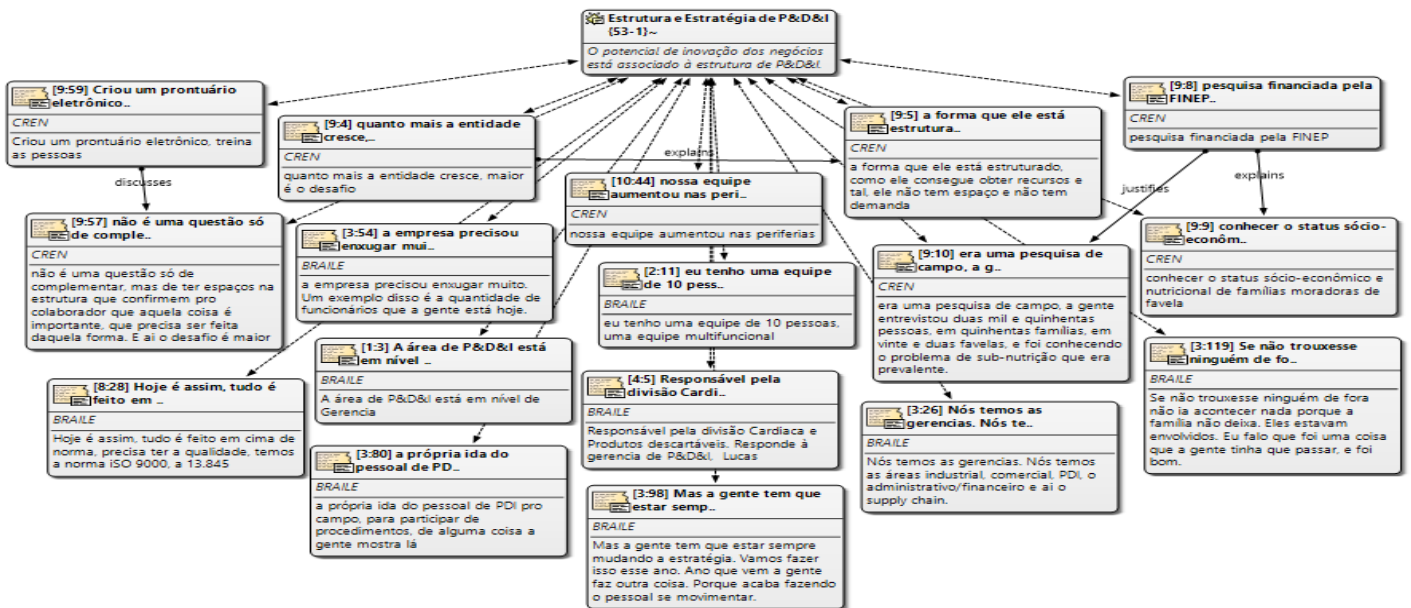 Estrutura e Estratégia de P&D&I
{53-1}~
O potencial de inovação dos negócios
está associado à estrutura de P&D&I.
[9:59] Criou um prontuário
eletrônico..
CREN
Criou um prontuário eletrônico, treina
as pessoas
discusses
[9:4] quanto mais a entidade
cresce,..
CREN
quanto mais a entidade cresce, maior
é o desafio
explains
[9:5] a forma que ele está
estrutura..
CREN
a forma que ele está estruturado,
como ele consegue obter recursos e
tal, ele não tem espaço e não tem
demanda
[9:8] pesquisa financiada pela
FINEP..
CREN
pesquisa financiada pela FINEP
justifies
explains
[10:44] nossa equipe
aumentou nas peri..
CREN
nossa equipe aumentou nas periferias
[9:57] não é uma questão só
de comple..
CREN
não é uma questão só de
complementar, mas de ter espaços na
estrutura que confirmem pro
colaborador que aquela coisa é
importante, que precisa ser feita
daquela forma. E ai o desafio é maior
[3:54] a empresa precisou
enxugar mui..
BRAILE
a empresa precisou enxugar muito.
Um exemplo disso é a quantidade de
funcionários que a gente está hoje.
[2:11] eu tenho uma equipe
de 10 pess..
BRAILE
eu tenho uma equipe de 10 pessoas,
uma equipe multifuncional
[9:10] era uma pesquisa de
campo, a g..
CREN
era uma pesquisa de campo, a gente
entrevistou duas mil e quinhentas
pessoas, em quinhentas famílias, em
vinte e duas favelas, e foi conhecendo
o problema de sub-nutrição que era
prevalente.
[9:9] conhecer o status sócio-
econôm..
CREN
conhecer o status sócio-econômico e
nutricional de famílias moradoras de
favela
[1:3] A área de P&D&I está
em nível ..
BRAILE
A área de P&D&I está em nível de
Gerencia
[3:119] Se não trouxesse
ninguém de fo..
BRAILE
Se não trouxesse ninguém de fora
não ia acontecer nada porque a
família não deixa. Eles estavam
envolvidos. Eu falo que foi uma coisa
que a gente tinha que passar, e foi
bom.
[8:28] Hoje é assim, tudo é
feito em ..
BRAILE
Hoje é assim, tudo é feito em cima de
norma, precisa ter a qualidade, temos
a norma iSO 9000, a 13.845
[4:5] Responsável pela
divisão Cardi..
BRAILE
Responsável pela divisão Cardiaca e
Produtos descartáveis. Responde à
gerencia de P&D&I, Lucas
[3:26] Nós temos as
gerencias. Nós te..
BRAILE
Nós temos as gerencias. Nós temos
as áreas industrial, comercial, PDI, o
administrativo/financeiro e ai o
supply chain.
[3:80] a própria ida do
pessoal de PD..
BRAILE
a própria ida do pessoal de PDI pro
campo, para participar de
procedimentos, de alguma coisa a
gente mostra lá
[3:98] Mas a gente tem que
estar semp..
BRAILE
Mas a gente tem que estar sempre
mudando a estratégia. Vamos fazer
isso esse ano. Ano que vem a gente
faz outra coisa. Porque acaba fazendo
o pessoal se movimentar.